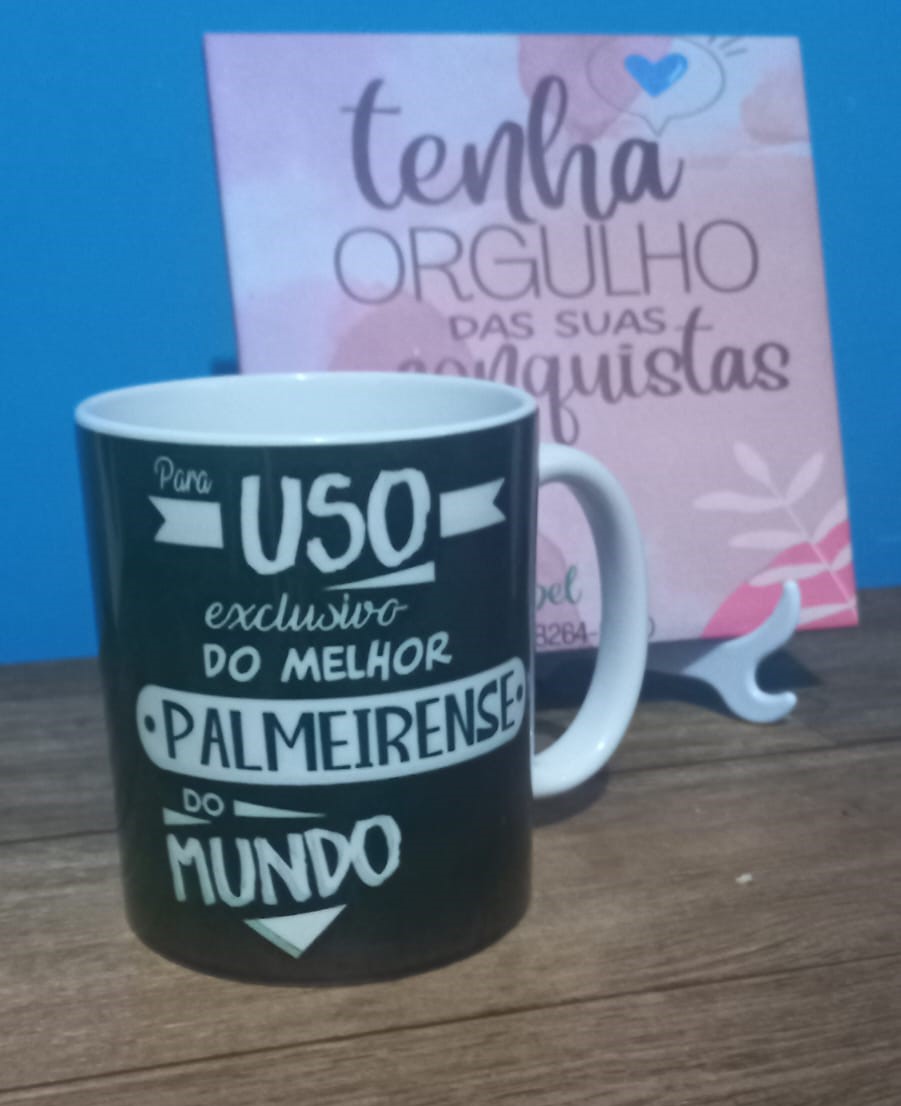 tenha
ORGULHO
DAS SUAS
conquistas
Para
USO
exclusivo
DO MELHOR
PALMEIRENSE
DO
MUNDO